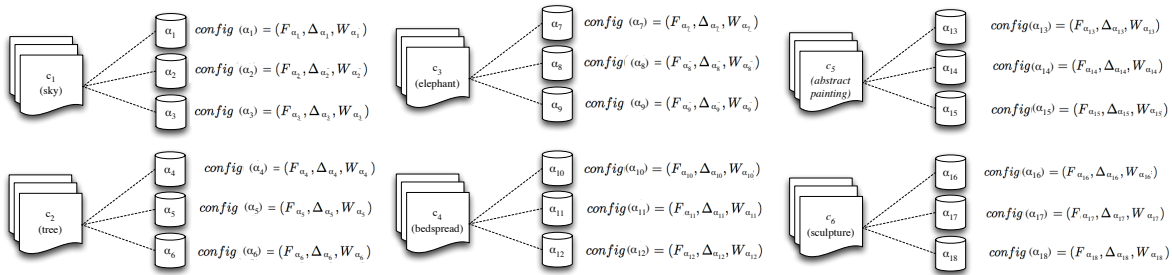 α1 config (α1) = (Fα1, Δα1, Wα1)
c1 (sky)
α2 config (α2) = (Fα2, Δα2, Wα2)
α3 config (α3) = (Fα3, Δα3, Wα3)
α7 config (α7) = (Fα7, Δα7, Wα7)
c3 (elephant)
α8 config (α8) = (Fα8, Δα8, Wα8)
α9 config (α9) = (Fα9, Δα9, Wα9)
α13 config(α13) = (Fα13, Δα13, Wα13)
c5 (abstract painting)
α14 config(α14) = (Fα14, Δα14, Wα14)
α15 config(α15) = (Fα15, Δα15, Wα15)
α4 config (α4) = (Fα4, Δα4, Wα4)
c2 (tree)
α5 config (α5) = (Fα5, Δα5, Wα5)
α6 config (α6) = (Fα6, Δα6, Wα6)
α10 config(α10) = (Fα10, Δα10, Wα10)
c4 (bedspread)
α11 config(α11) = (Fα11, Δα11, Wα11)
α12 config(α12) = (Fα12, Δα12, Wα12)
α16 config(α16) = (Fα16, Δα16, Wα16)
c6 (sculpture)
α17 config(α17) = (Fα17, Δα17, Wα17)
α18 config(α18) = (Fα18, Δα18, Wα18)